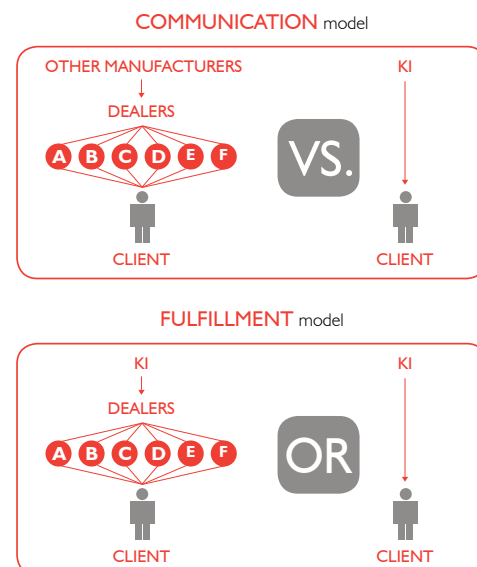 COMMUNICATION model
OTHER MANUFACTURERS
DEALERS
A B C D E F
CLIENT
VS.
KI
CLIENT
FULFILLMENT model
KI
DEALERS
A B C D E F
CLIENT
OR
KI
CLIENT